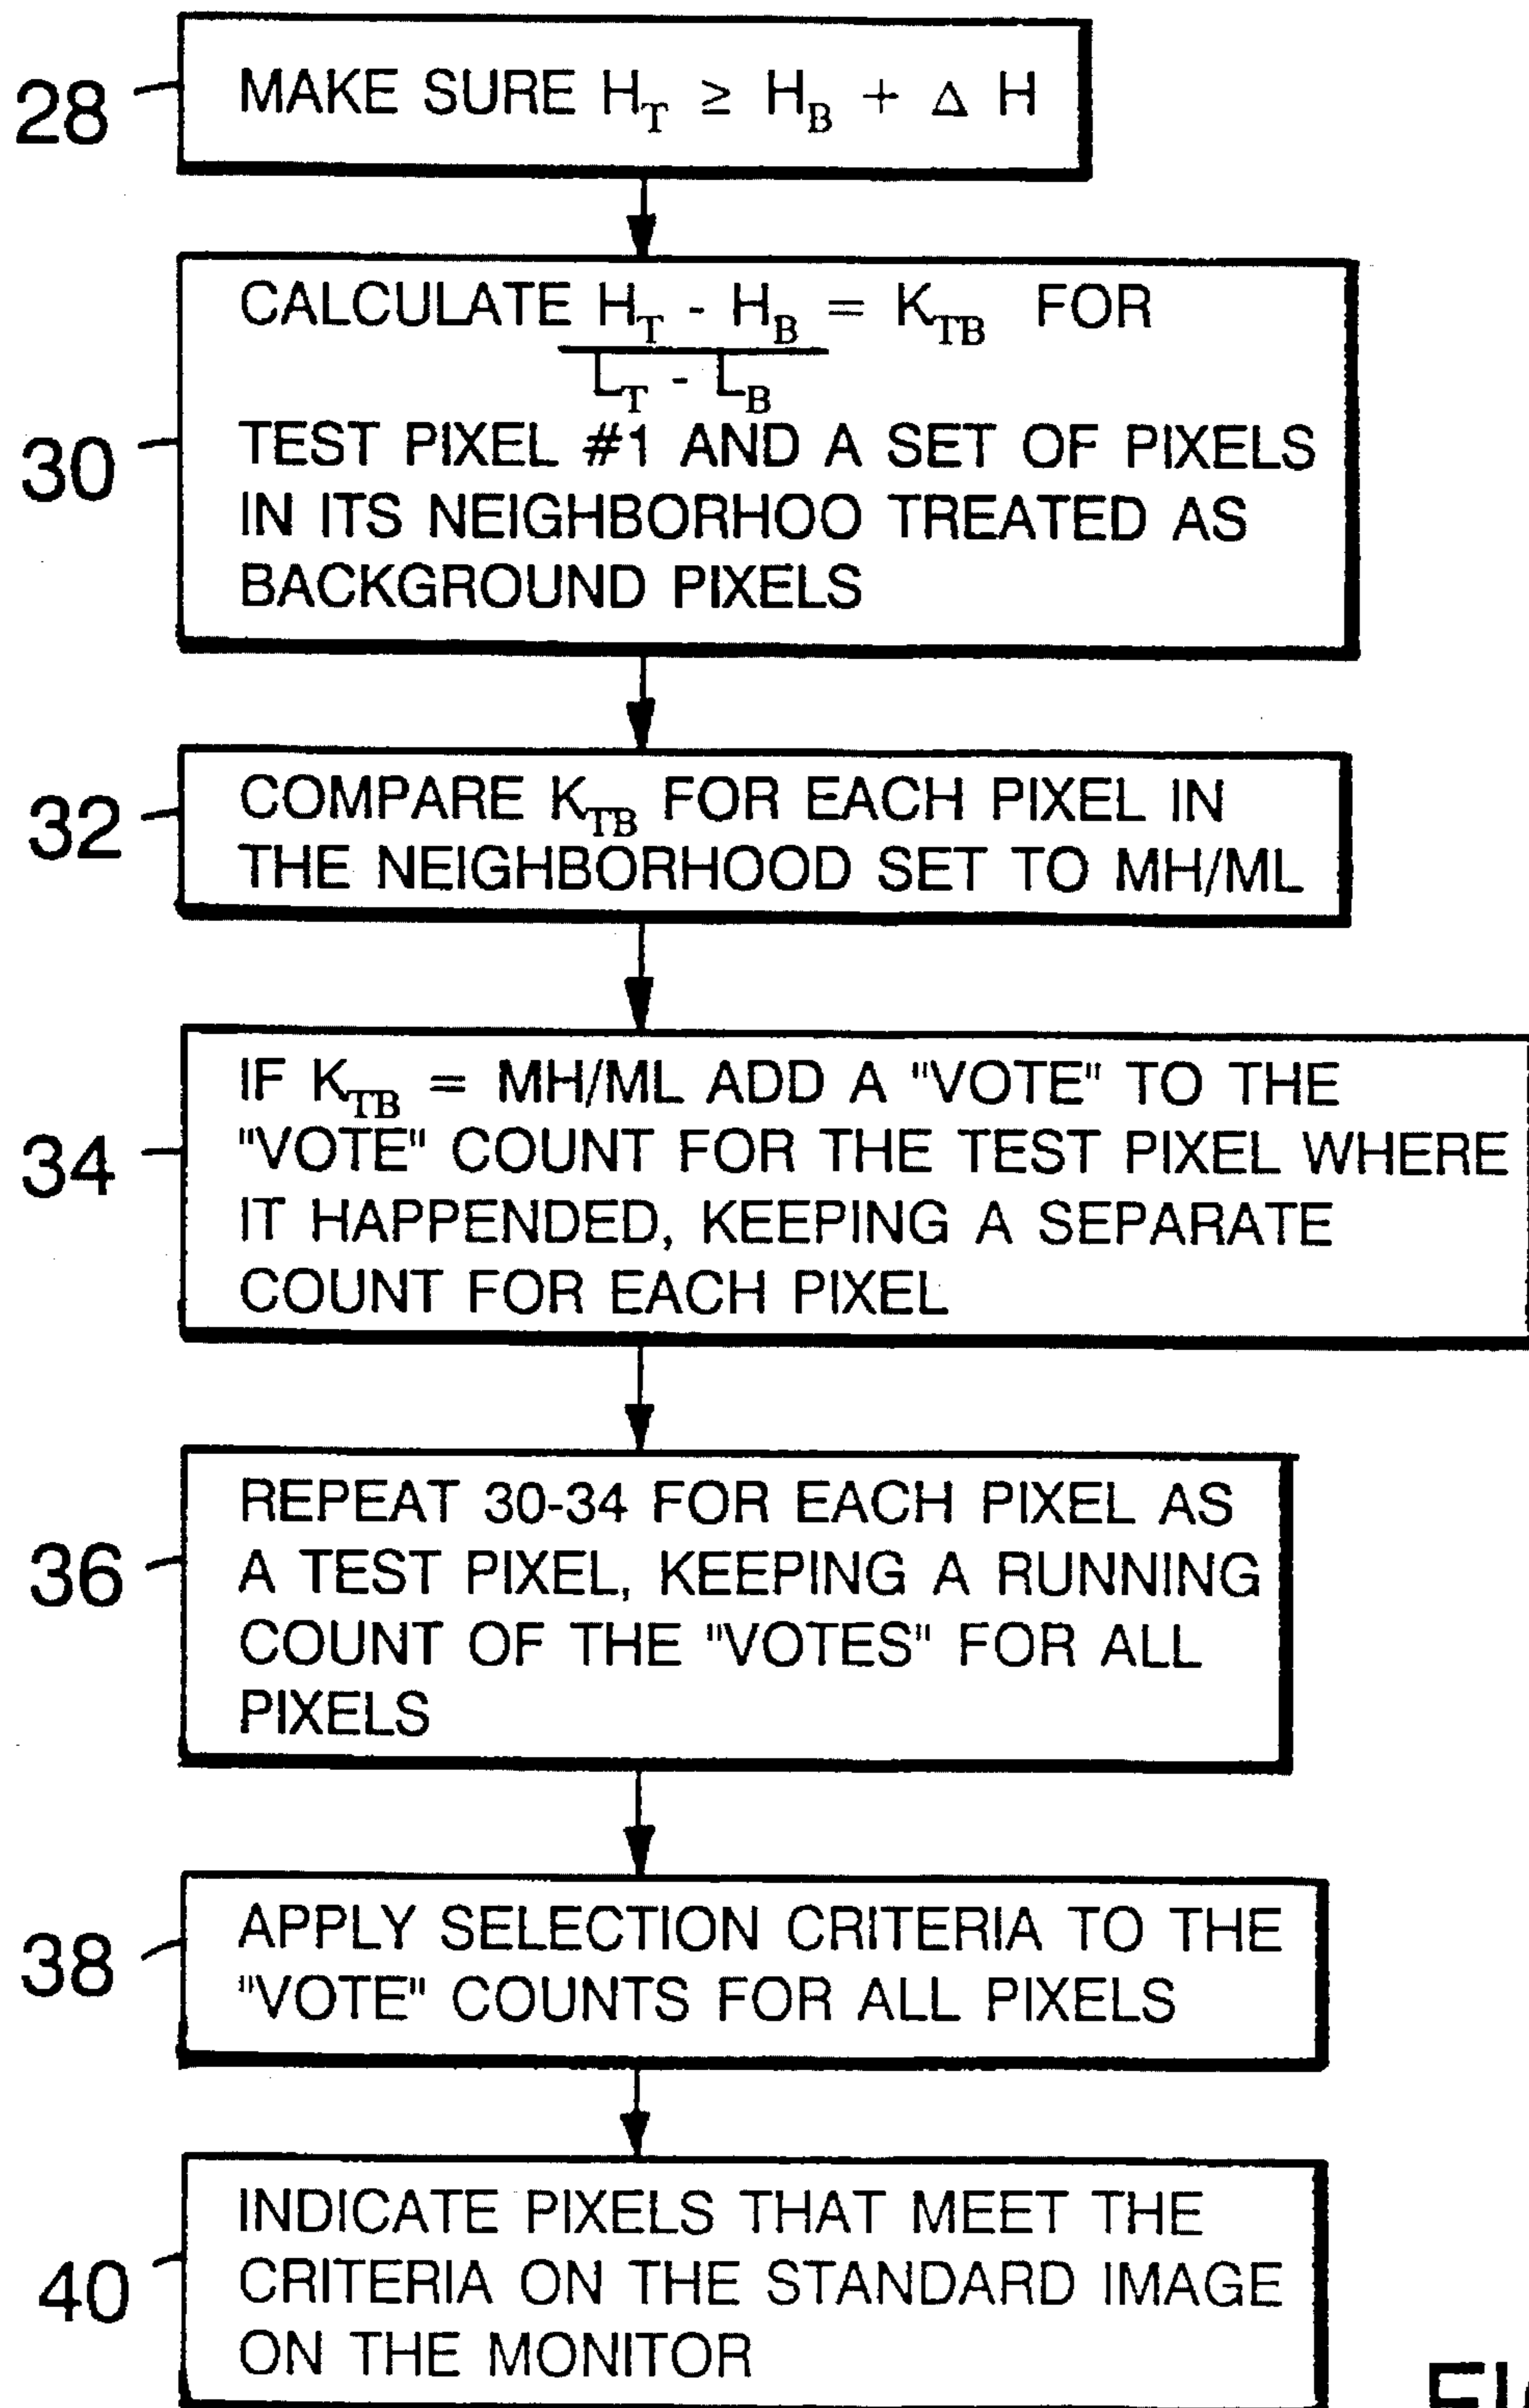 28
MAKE SURE H_T ≥ H_B + Δ H
30
CALCULATE H_T - H_B = K_TB FOR
L_T - L_B
TEST PIXEL #1 AND A SET OF PIXELS
IN ITS NEIGHBORHOO TREATED AS
BACKGROUND PIXELS
32
COMPARE K_TB FOR EACH PIXEL IN
THE NEIGHBORHOOD SET TO MH/ML
34
IF K_TB = MH/ML ADD A "VOTE" TO THE
"VOTE" COUNT FOR THE TEST PIXEL WHERE
IT HAPPENDED, KEEPING A SEPARATE
COUNT FOR EACH PIXEL
36
REPEAT 30-34 FOR EACH PIXEL AS
A TEST PIXEL, KEEPING A RUNNING
COUNT OF THE "VOTES" FOR ALL
PIXELS
38
APPLY SELECTION CRITERIA TO THE
"VOTE" COUNTS FOR ALL PIXELS
40
INDICATE PIXELS THAT MEET THE
CRITERIA ON THE STANDARD IMAGE
ON THE MONITOR